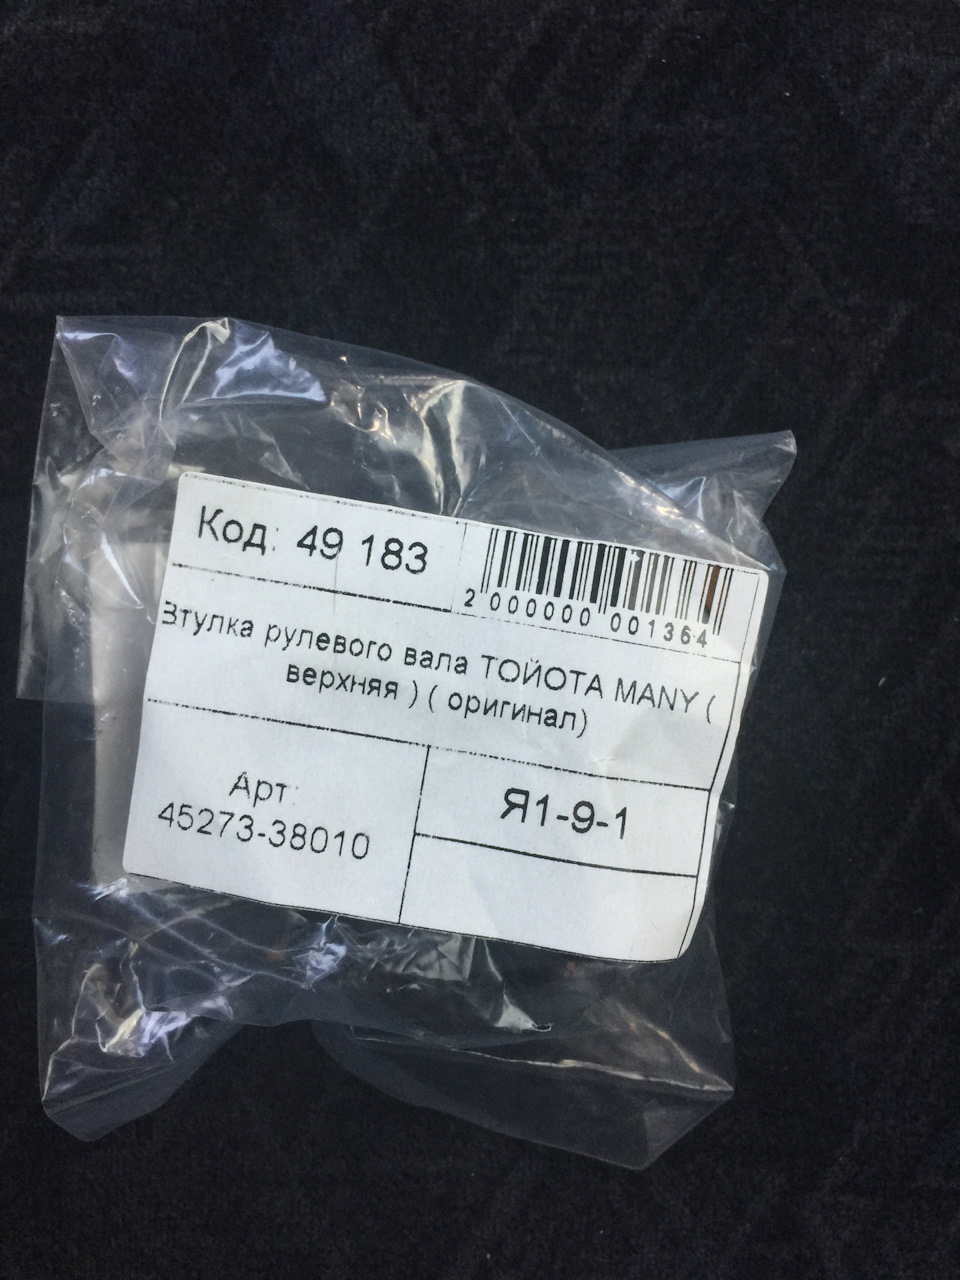 Код: 49 183
2 000000 001364
Втулка рулевого вала ТОЙОТА MANY (
верхняя ) ( оригинал)
Арт:
45273-38010
Я1-9-1